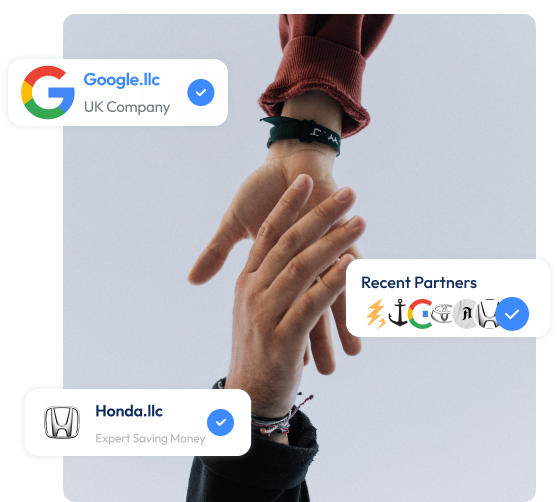 Google.llc
UK Company
Recent Partners
Honda.llc
Expert Saving Money